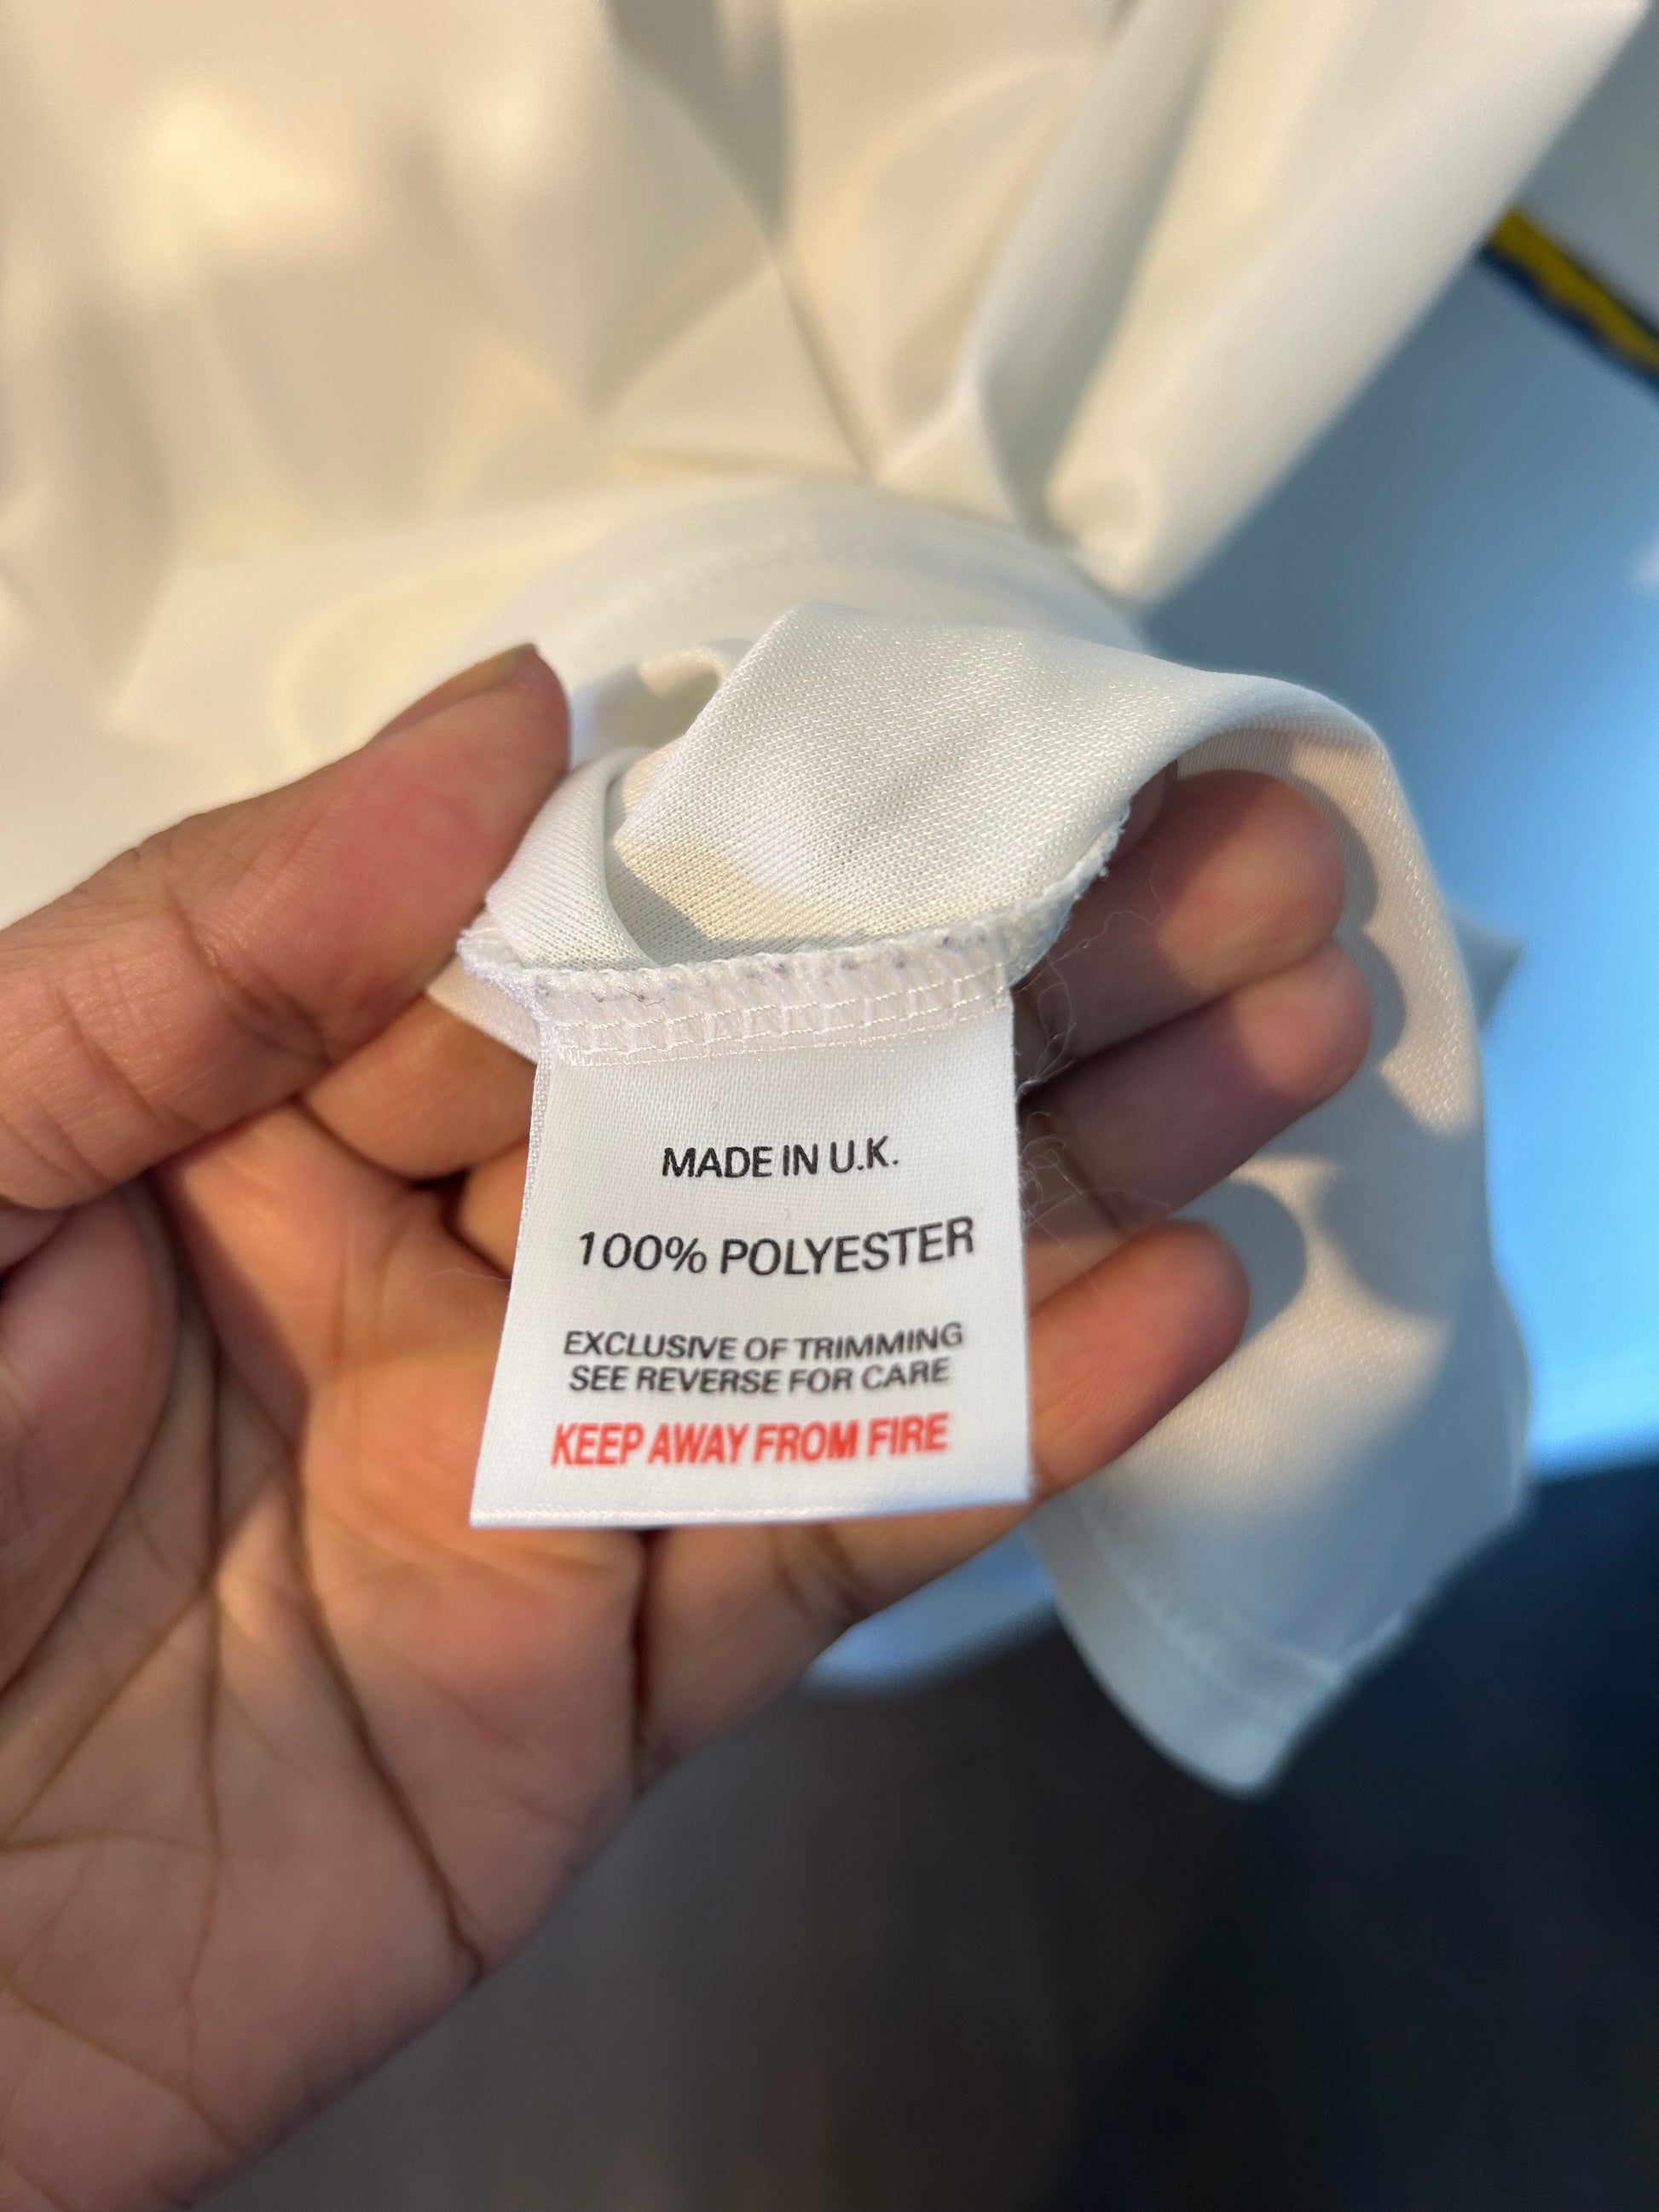 MADE IN U.K.
100% POLYESTER
EXCLUSIVE OF TRIMMING
SEE REVERSE FOR CARE
KEEP AWAY FROM FIRE